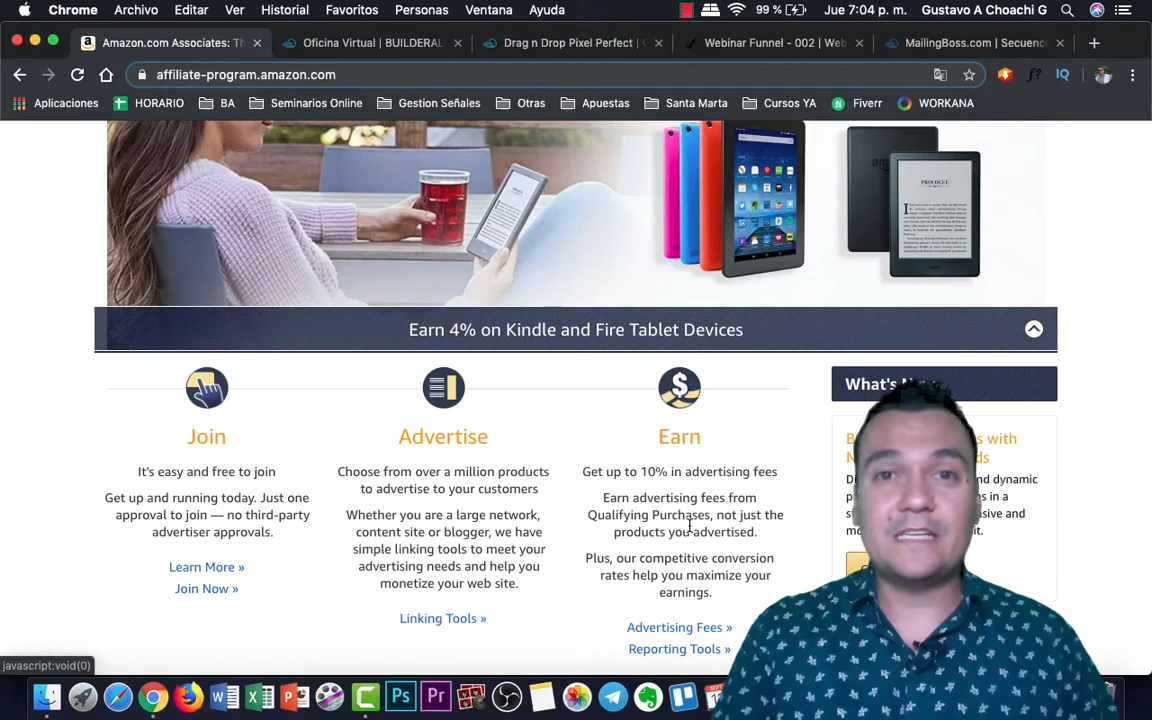 Chrome Archivo Editar Ver Historial Favoritos Personas Ventana Ayuda 99 % Jue 7:04 p. m. Gustavo A Choachi G
Amazon.com Associates: Th Oficina Virtual | BUILDERALL Drag n Drop Pixel Perfect | Webinar Funnel - 002 | Web MailingBoss.com | Secuenc
affiliate-program.amazon.com
Aplicaciones HORARIO BA Seminarios Online Gestion Señales Otras Apuestas Santa Marta Cursos YA Fiverr WORKANA
PROLOGUE
Earn 4% on Kindle and Fire Tablet Devices
Join
It's easy and free to join
Get up and running today. Just one
approval to join — no third-party
advertiser approvals.
Learn More »
Join Now »
Advertise
Choose from over a million products
to advertise to your customers
Whether you are a large network,
content site or blogger, we have
simple linking tools to meet your
advertising needs and help you
monetize your web site.
Linking Tools »
Earn
Get up to 10% in advertising fees
Earn advertising fees from
Qualifying Purchases, not just the
products you advertised.
Plus, our competitive conversion
rates help you maximize your
earnings.
Advertising Fees »
Reporting Tools »
What's
with
nd dynamic
s in a
sive and
javascript:void(0)